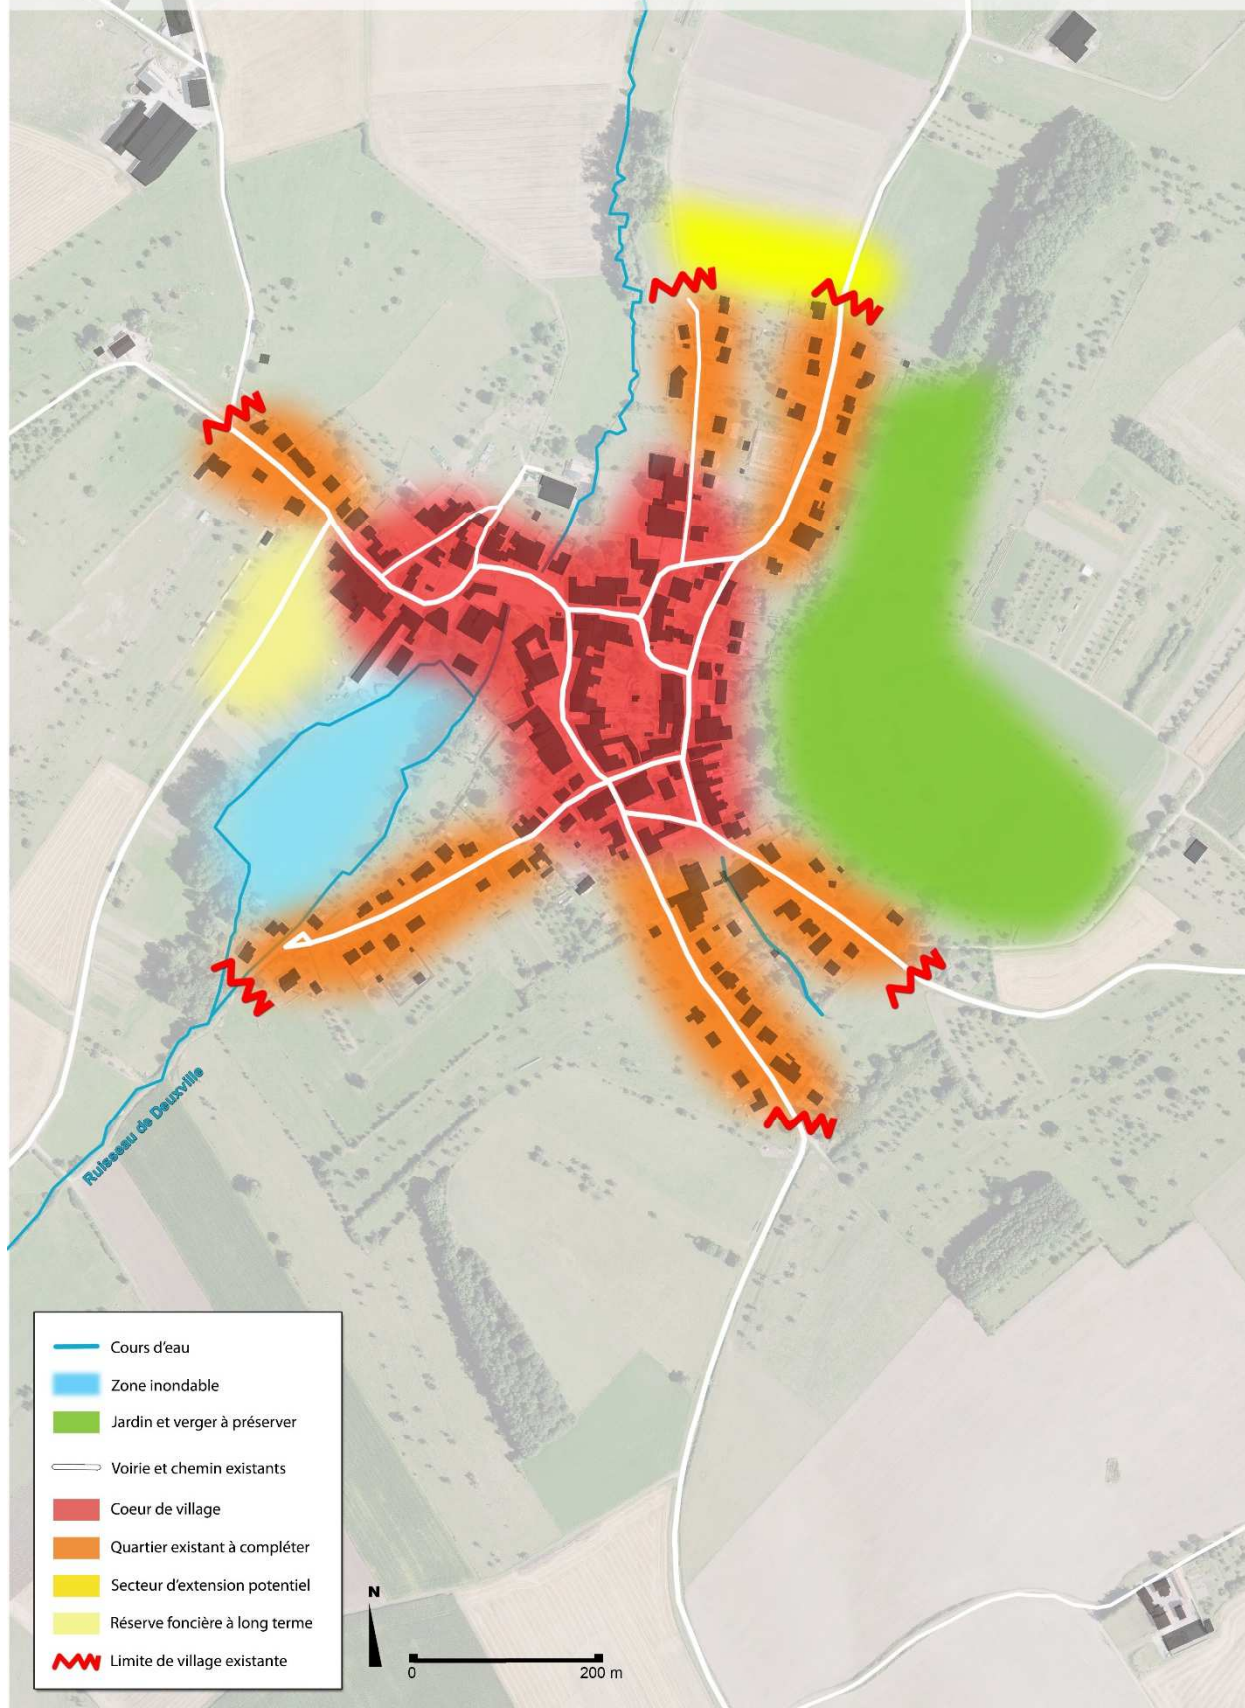 Ruisseau de Deuxville
Cours d'eau
Zone inondable
Jardin et verger à préserver
Voirie et chemin existants
Coeur de village
Quartier existant à compléter
Secteur d'extension potentiel
Réserve foncière à long terme
Limite de village existante
N
0 200 m